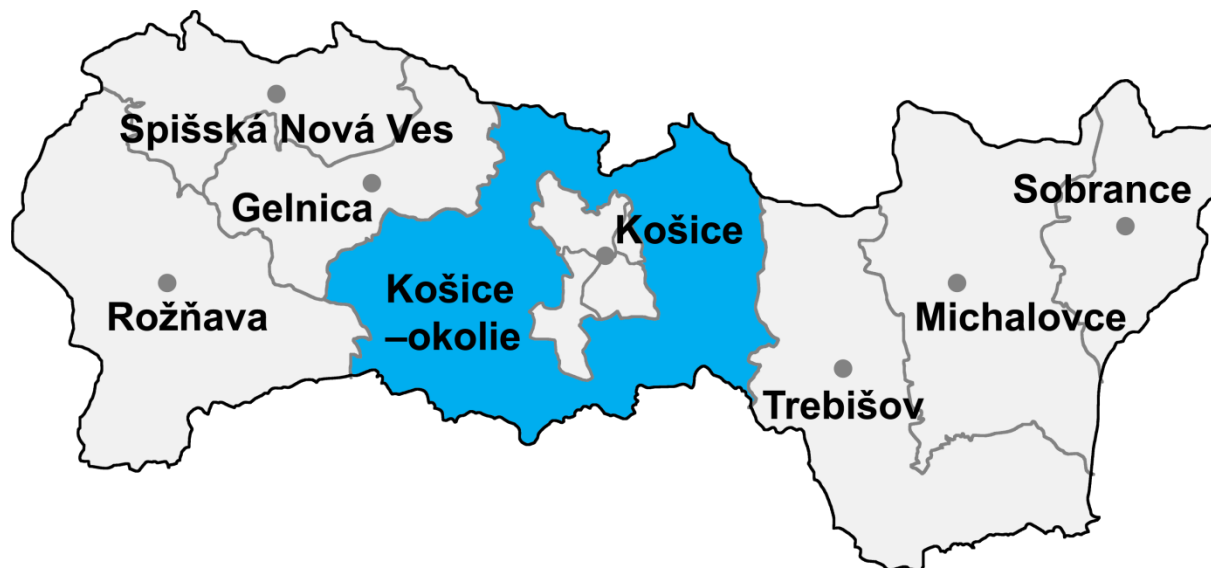 Spišská Nová Ves
Gelnica
Rožňava
Košice
Košice
–okolie
Sobrance
Michalovce
Trebišov